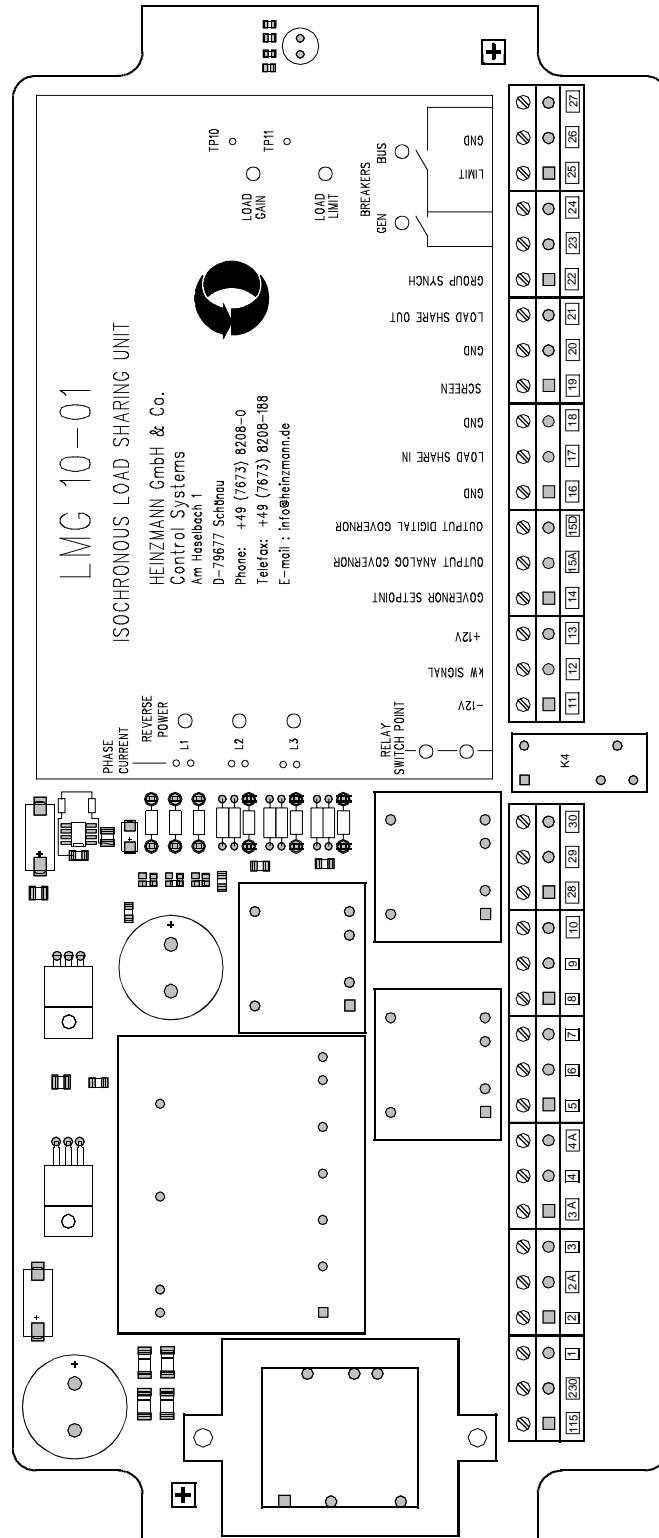 LMG 10-01
ISOCHRONOUS LOAD SHARING UNIT
HEINZMANN GmbH & Co.
Control Systems
Am Haselbach 1
D-79677 Schönau
Phone: +49 (7673) 8208-0
Telefax: +49 (7673) 8208-188
E-mail : info@heinzmann.de
TP10
TP11
LOAD
GAIN
LOAD
LIMIT
BREAKERS
GEN
BUS
PHASE
CURRENT
REVERSE
POWER
L1
L2
L3
RELAY
SWITCH POINT
GND
LIMIT
GROUP SYNCH
LOAD SHARE OUT
GND
SCREEN
GND
LOAD SHARE IN
GND
OUTPUT DIGITAL GOVERNOR
OUTPUT ANALOG GOVERNOR
GOVERNOR SETPOINT
+12V
kW SIGNAL
-12V
27
26
25
24
23
22
21
20
19
18
17
16
15D
15A
14
13
12
11
K4
30
29
28
10
9
8
7
6
5
4A
4
3A
3
2A
2
1
230
115
+
+
+
+
+
+
+